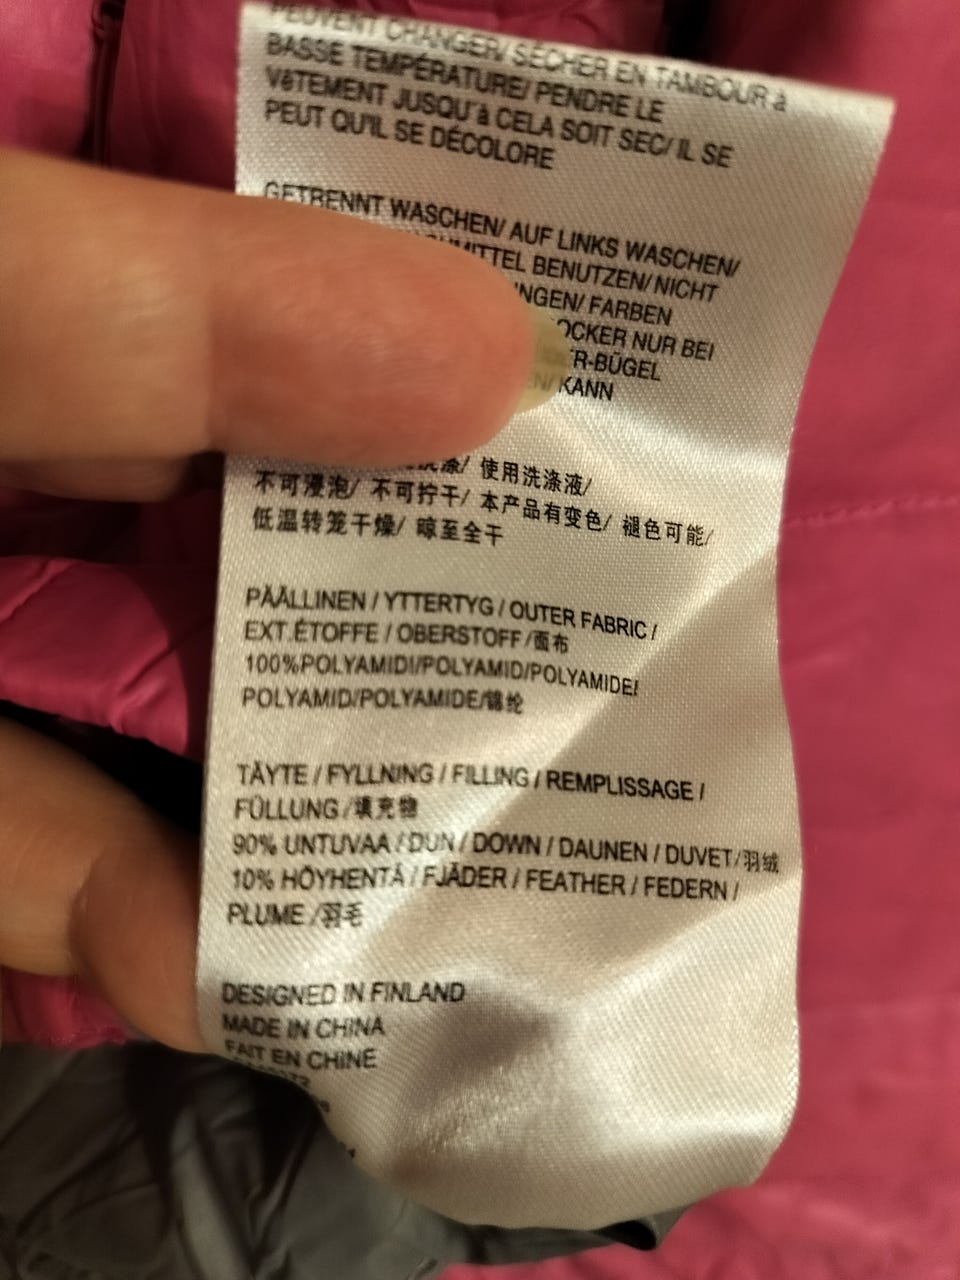 PEUVENT CHANGER/ SÉCHER EN TAMBOUR à
BASSE TEMPÉRATURE/ PENDRE LE
VêTEMENT JUSQU'à CELA SOIT SEC/ IL SE
PEUT QU'IL SE DÉCOLORE
GETRENNT WASCHEN/ AUF LINKS WASCHEN/
BENUTZEN/ NICHT
FARBEN
NUR BEI
KANN
使用洗涤液/
不可浸泡/ 不可拧干/ 本产品有变色/ 褪色可能/
低温转笼干燥/ 晾至全干
PÄÄLLINEN / YTTERTYG / OUTER FABRIC /
EXT.ÉTOFFE / OBERSTOFF /面布
100%POLYAMIDI/POLYAMID/POLYAMIDE/
POLYAMID/POLYAMIDE/锦纶
TÄYTE / FYLLNING / FILLING / REMPLISSAGE /
FÜLLUNG /填充物
90% UNTUVAA / DUN / DOWN / DAUNEN / DUVET/羽绒
10% HÖYHENTÄ / FJÄDER / FEATHER / FEDERN /
PLUME /羽毛
DESIGNED IN FINLAND
MADE IN CHINA
FAIT EN CHINE